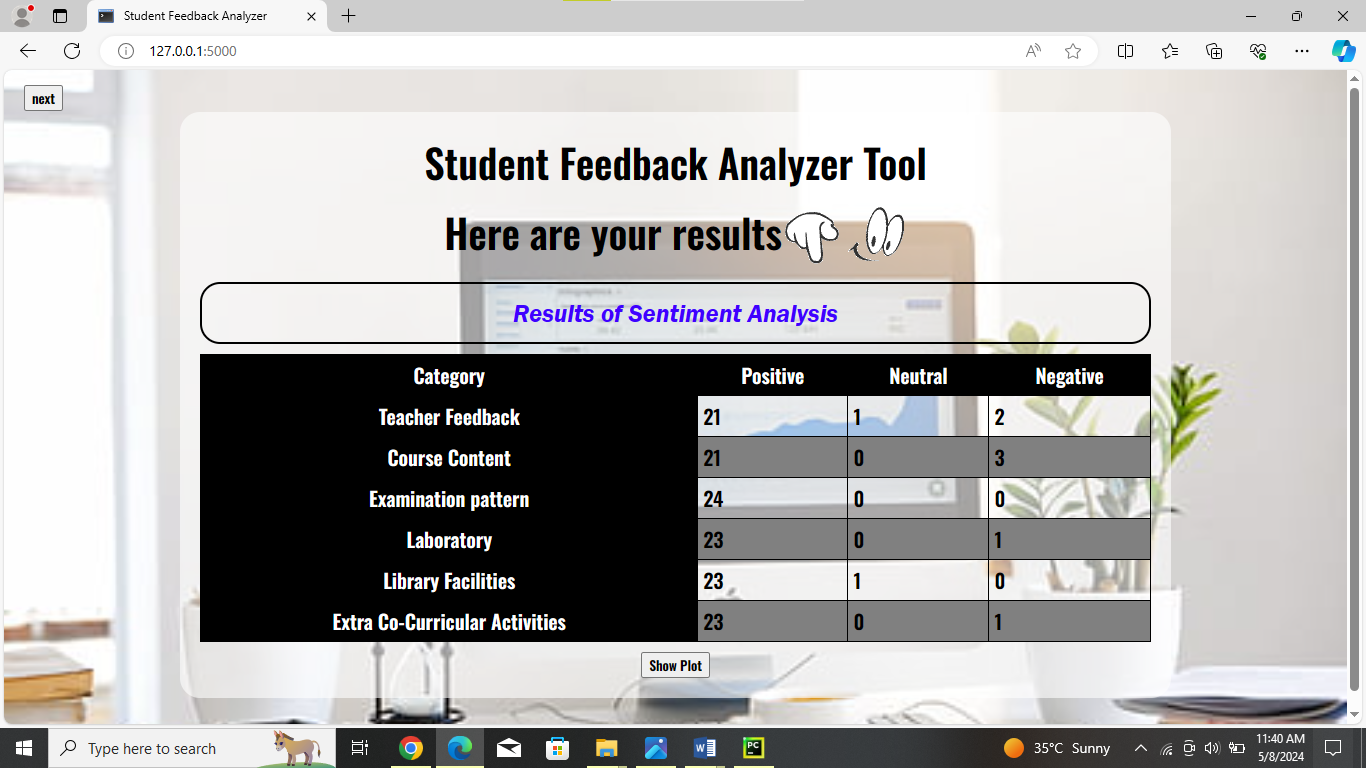 Student Feedback Analyzer
127.0.0.1:5000
next
Student Feedback Analyzer Tool
Here are your results
Results of Sentiment Analysis
Category Positive Neutral Negative
Teacher Feedback 21 1 2
Course Content 21 0 3
Examination pattern 24 0 0
Laboratory 23 0 1
Library Facilities 23 1 0
Extra Co-Curricular Activities 23 0 1
Show Plot
Type here to search
35°C Sunny
11:40 AM
5/8/2024